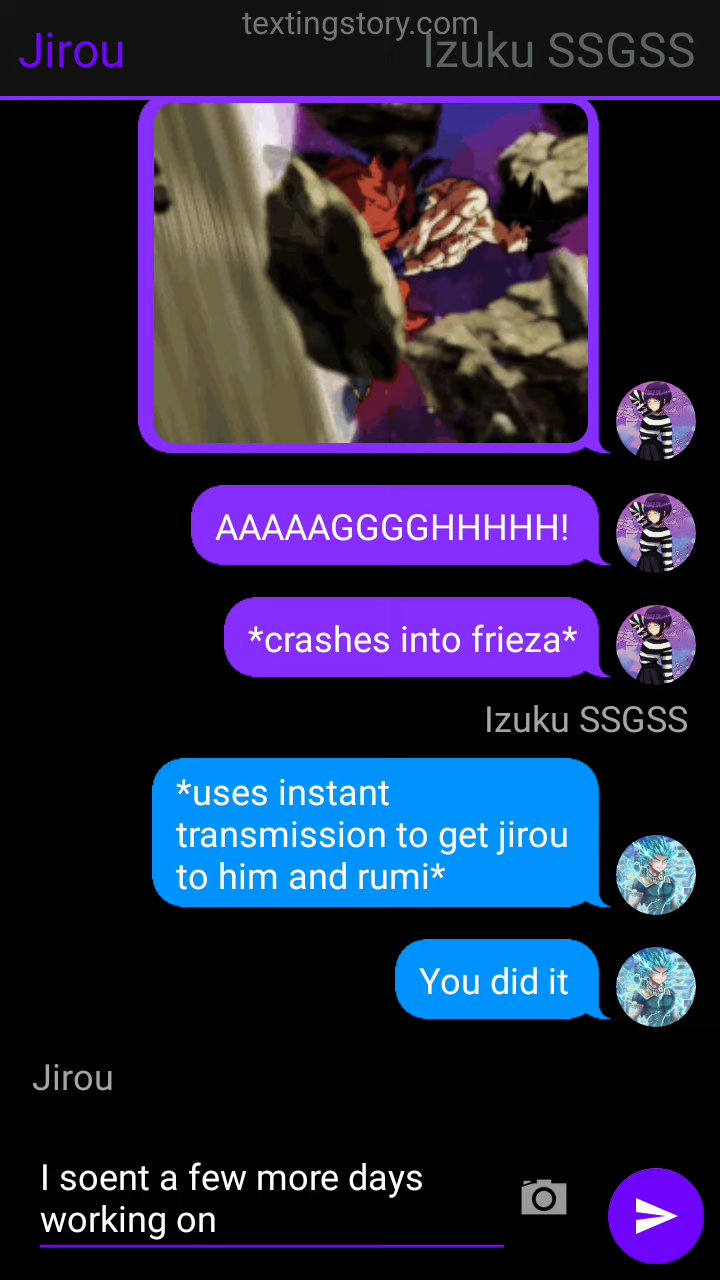 textingstory.com
Jirou
Izuku SSGSS
AAAAAGGGGHHHHH!
*crashes into frieza*
Izuku SSGSS
*uses instant
transmission to get jirou
to him and rumi*
You did it
Jirou
I soent a few more days
working on